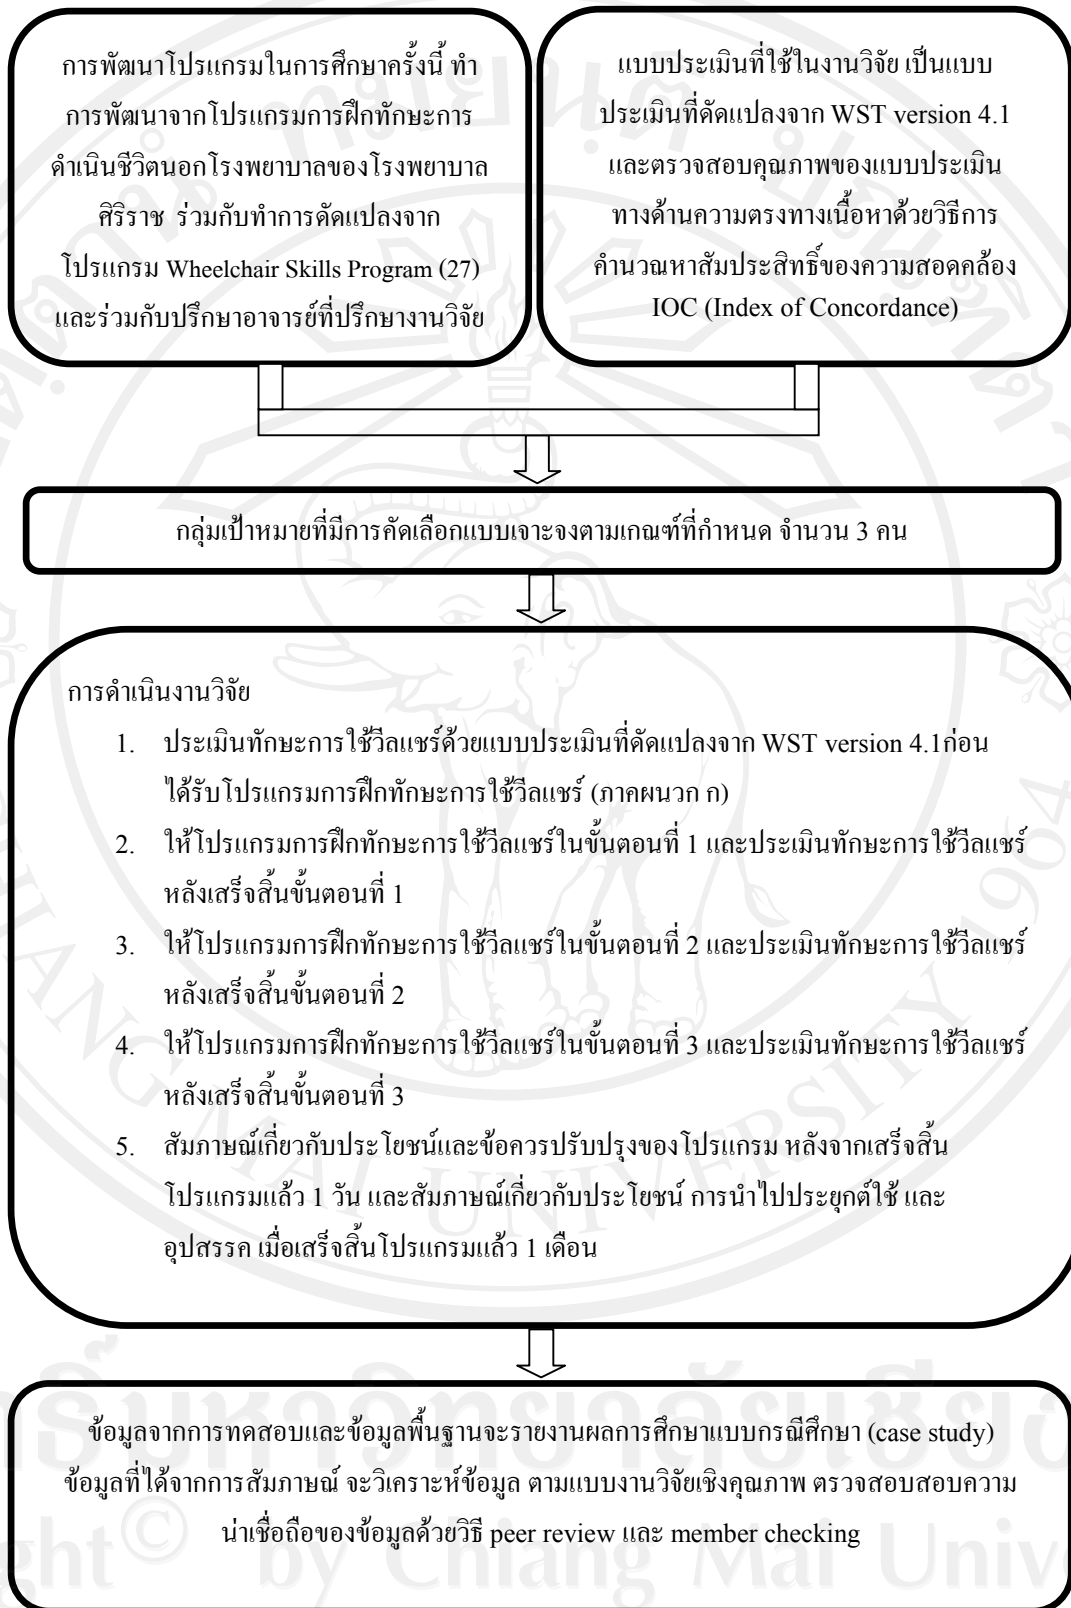 การพัฒนาโปรแกรมในการศึกษาครั้งนี้ ทำ
การพัฒนาจากโปรแกรมการฝึกทักษะการ
ดำเนินชีวิตนอกโรงพยาบาลของโรงพยาบาล
ศิริราช ร่วมกับทำการดัดแปลงจาก
โปรแกรม Wheelchair Skills Program (27)
และร่วมกับปรึกษาอาจารย์ที่ปรึกษางานวิจัย
แบบประเมินที่ใช้ในงานวิจัย เป็นแบบ
ประเมินที่ดัดแปลงจาก WST version 4.1
และตรวจสอบคุณภาพของแบบประเมิน
ทางด้านความตรงทางเนื้อหาด้วยวิธีการ
คำนวณหาสัมประสิทธิ์ของความสอดคล้อง
IOC (Index of Concordance)
กลุ่มเป้าหมายที่มีการคัดเลือกแบบเจาะจงตามเกณฑ์ที่กำหนด จำนวน 3 คน
การดำเนินงานวิจัย
1. ประเมินทักษะการใช้วีลแชร์ด้วยแบบประเมินที่ดัดแปลงจาก WST version 4.1ก่อน
ได้รับโปรแกรมการฝึกทักษะการใช้วีลแชร์ (ภาคผนวก ก)
2. ให้โปรแกรมการฝึกทักษะการใช้วีลแชร์ในขั้นตอนที่ 1 และประเมินทักษะการใช้วีลแชร์
หลังเสร็จสิ้นขั้นตอนที่ 1
3. ให้โปรแกรมการฝึกทักษะการใช้วีลแชร์ในขั้นตอนที่ 2 และประเมินทักษะการใช้วีลแชร์
หลังเสร็จสิ้นขั้นตอนที่ 2
4. ให้โปรแกรมการฝึกทักษะการใช้วีลแชร์ในขั้นตอนที่ 3 และประเมินทักษะการใช้วีลแชร์
หลังเสร็จสิ้นขั้นตอนที่ 3
5. สัมภาษณ์เกี่ยวกับประโยชน์และข้อควรปรับปรุงของโปรแกรม หลังจากเสร็จสิ้น
โปรแกรมแล้ว 1 วัน และสัมภาษณ์เกี่ยวกับประโยชน์ การนำไปประยุกต์ใช้ และ
อุปสรรค เมื่อเสร็จสิ้นโปรแกรมแล้ว 1 เดือน
ข้อมูลจากการทดสอบและข้อมูลพื้นฐานจะรายงานผลการศึกษาแบบกรณีศึกษา (case study)
ข้อมูลที่ได้จากการสัมภาษณ์ จะวิเคราะห์ข้อมูล ตามแบบงานวิจัยเชิงคุณภาพ ตรวจสอบสอบความ
น่าเชื่อถือของข้อมูลด้วยวิธี peer review และ member checking
CHIANG MAI UNIVERSITY 1964
by Chiang Mai